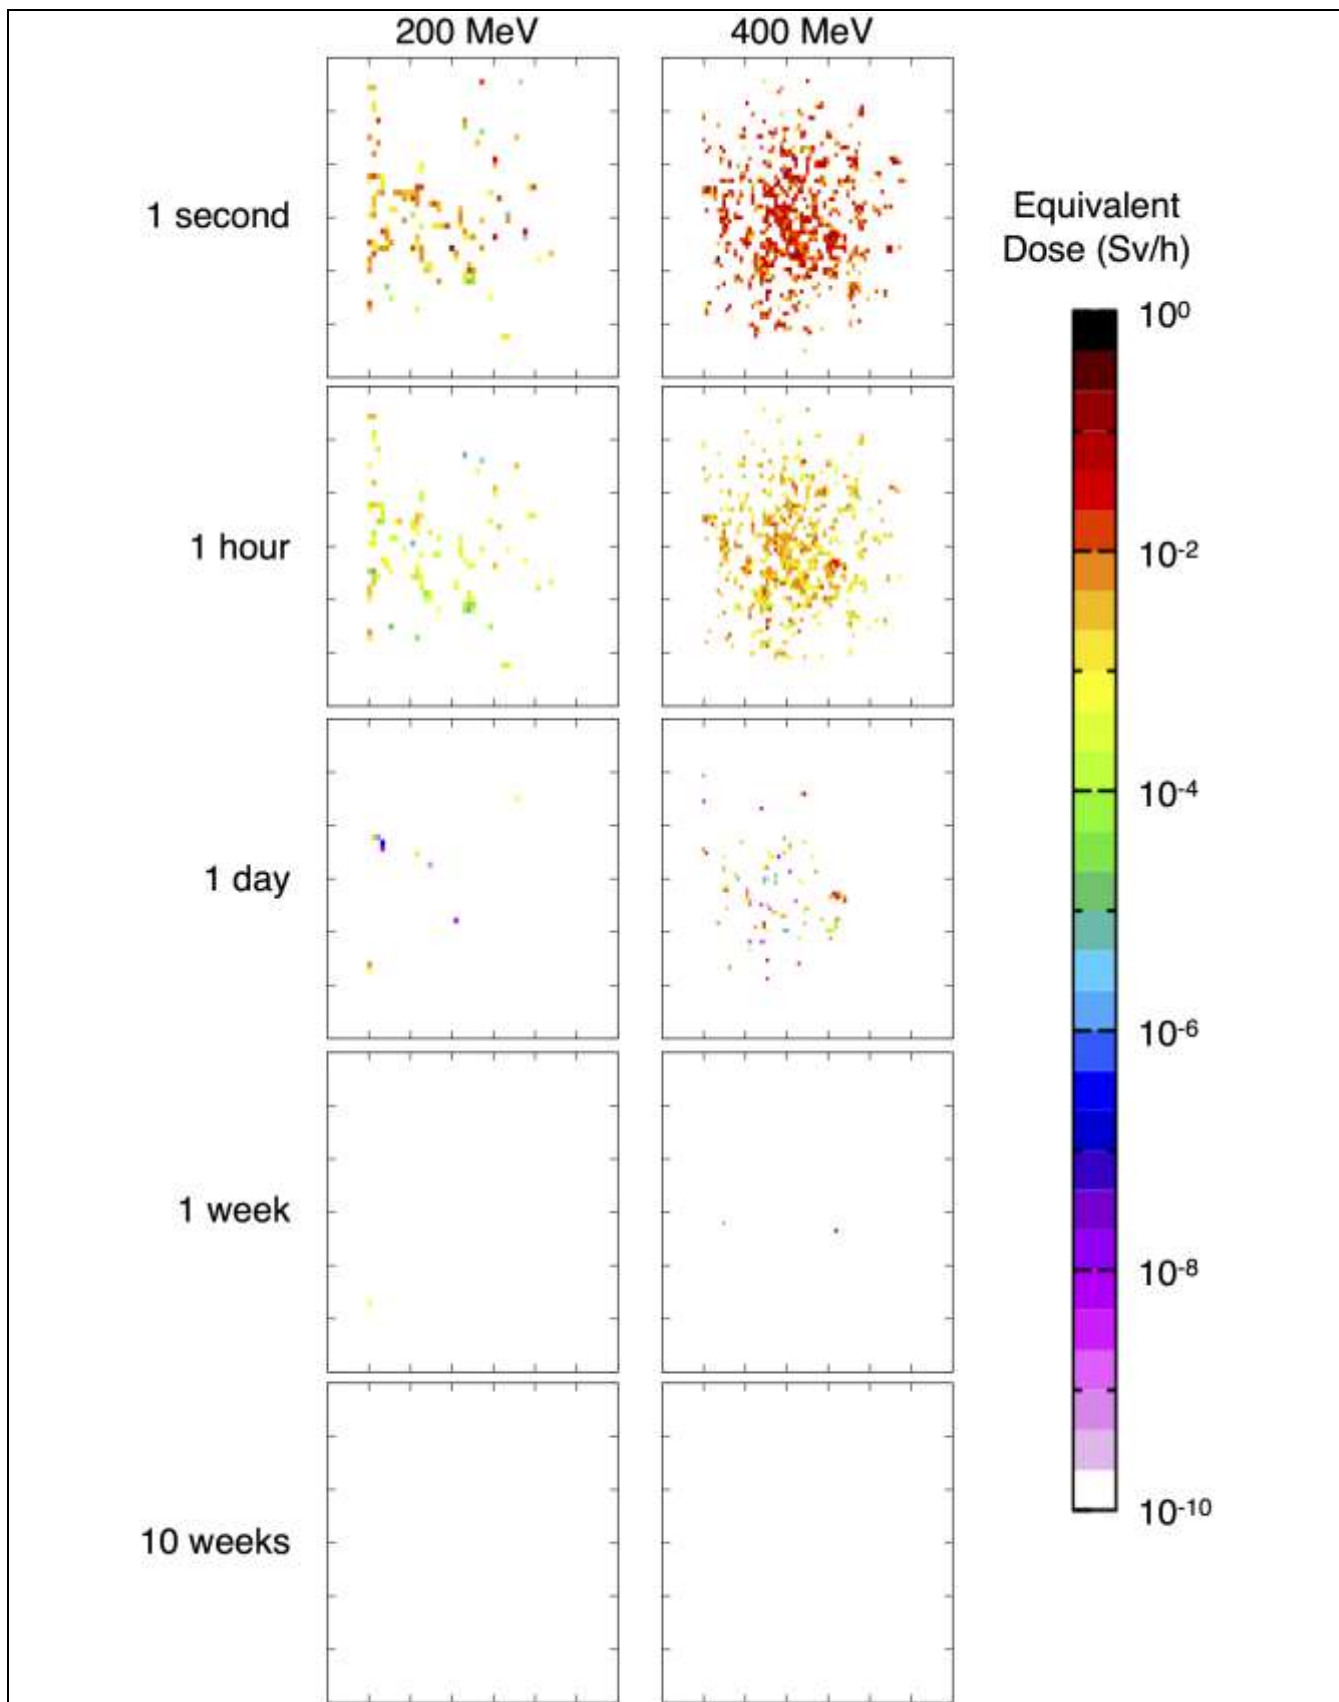 200 MeV 400 MeV
1 second
Equivalent
Dose (Sv/h)
10⁰
1 hour
10⁻²
10⁻⁴
1 day
10⁻⁶
1 week
10⁻⁸
10⁻¹⁰
10 weeks